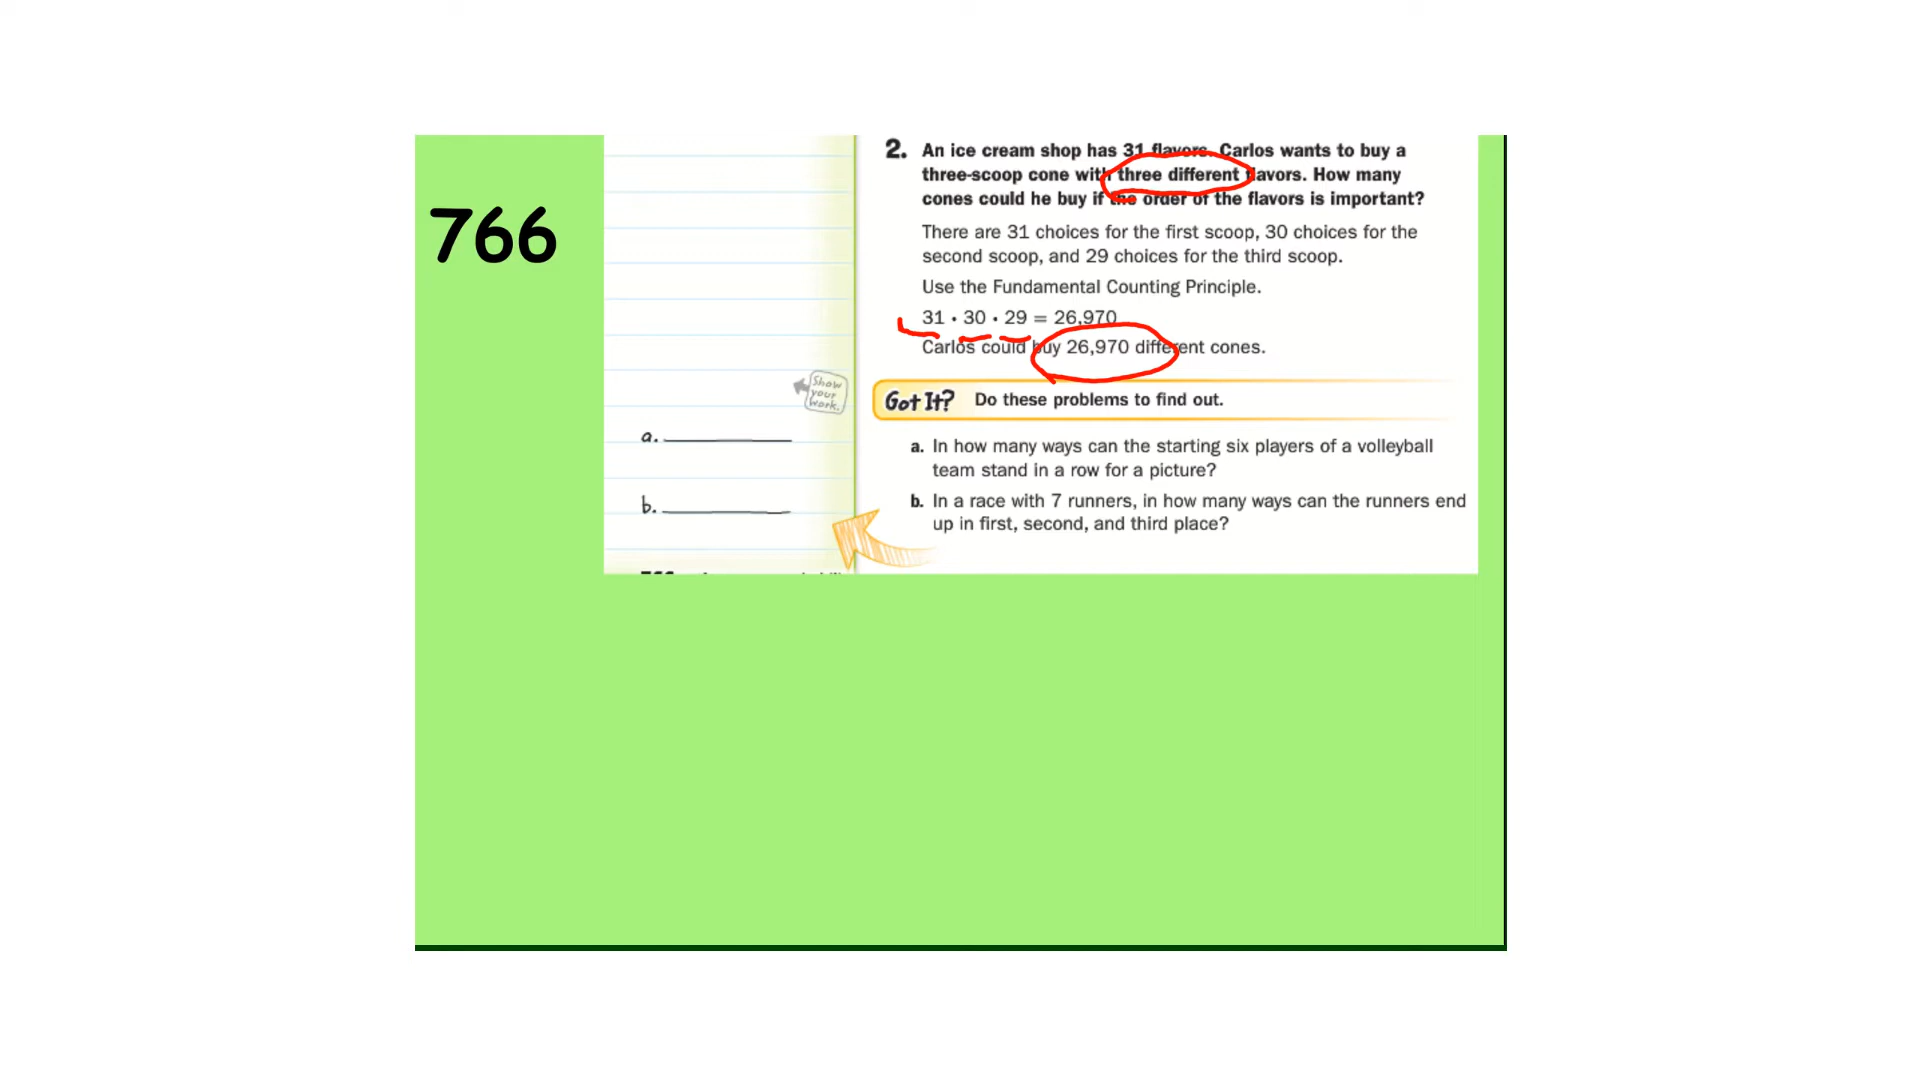 766
2. An ice cream shop has 31 flavors. Carlos wants to buy a
three-scoop cone with three different flavors. How many
cones could he buy if the order of the flavors is important?
There are 31 choices for the first scoop, 30 choices for the
second scoop, and 29 choices for the third scoop.
Use the Fundamental Counting Principle.
31 • 30 • 29 = 26,970
Carlos could buy 26,970 different cones.
Show
your
work.
Got It? Do these problems to find out.
a. In how many ways can the starting six players of a volleyball
team stand in a row for a picture?
b. In a race with 7 runners, in how many ways can the runners end
up in first, second, and third place?
a.
b.